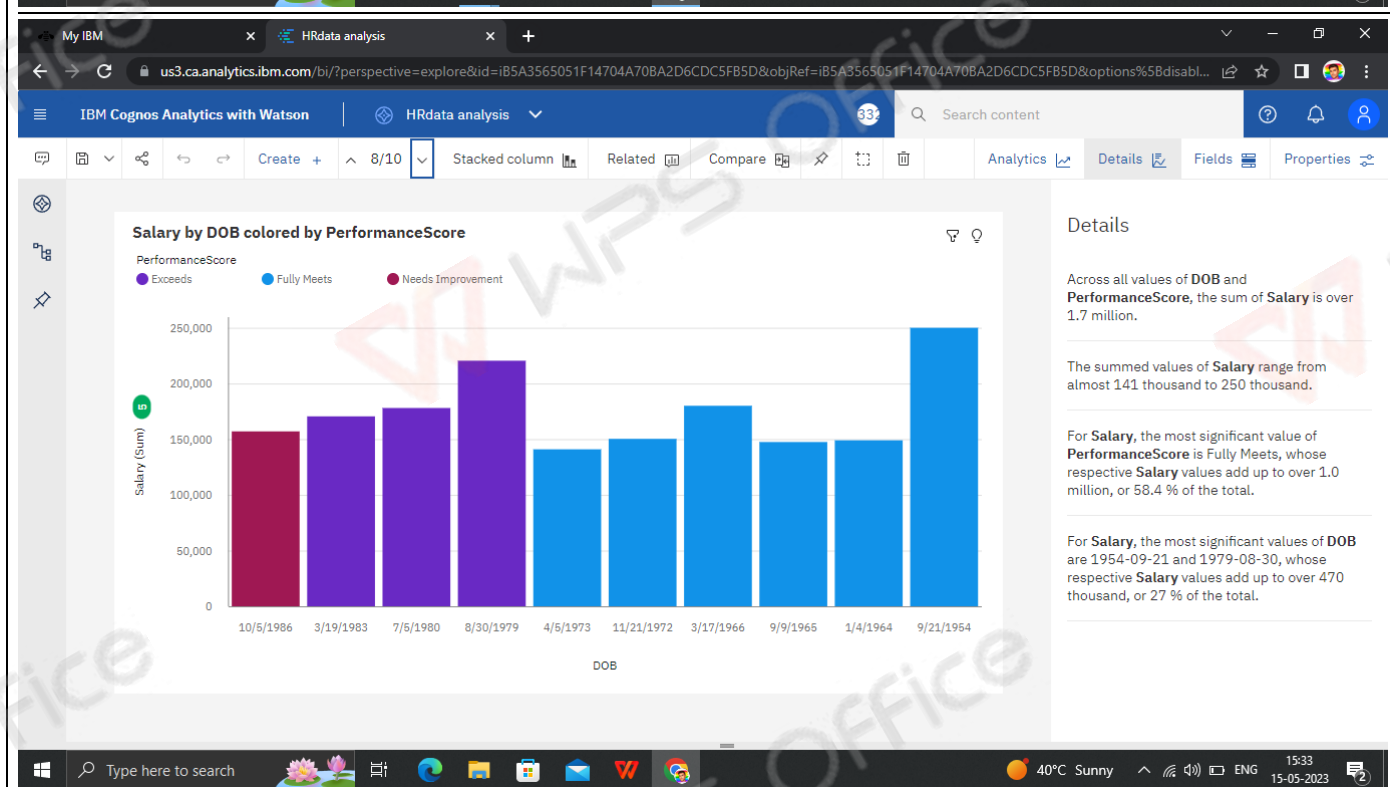 My IBM
HRdata analysis
us3.ca.analytics.ibm.com/bi/?perspective=explore&id=iB5A3565051F14704A70BA2D6CDC5FB5D&objRef=iB5A3565051F14704A70BA2D6CDC5FB5D&options%5Bdisabl...
IBM Cognos Analytics with Watson
HRdata analysis
332
Search content
Create +
8/10
Stacked column
Related
Compare
Analytics
Details
Fields
Properties
Salary by DOB colored by PerformanceScore
PerformanceScore
Exceeds Fully Meets Needs Improvement
250,000
200,000
150,000
100,000
50,000
0
5
Salary (Sum)
10/5/1986 3/19/1983 7/5/1980 8/30/1979 4/5/1973 11/21/1972 3/17/1966 9/9/1965 1/4/1964 9/21/1954
DOB
Details
Across all values of DOB and
PerformanceScore, the sum of Salary is over
1.7 million.
The summed values of Salary range from
almost 141 thousand to 250 thousand.
For Salary, the most significant value of
PerformanceScore is Fully Meets, whose
respective Salary values add up to over 1.0
million, or 58.4 % of the total.
For Salary, the most significant values of DOB
are 1954-09-21 and 1979-08-30, whose
respective Salary values add up to over 470
thousand, or 27 % of the total.
Type here to search
40°C Sunny
ENG
15:33
15-05-2023
2
WPS Office